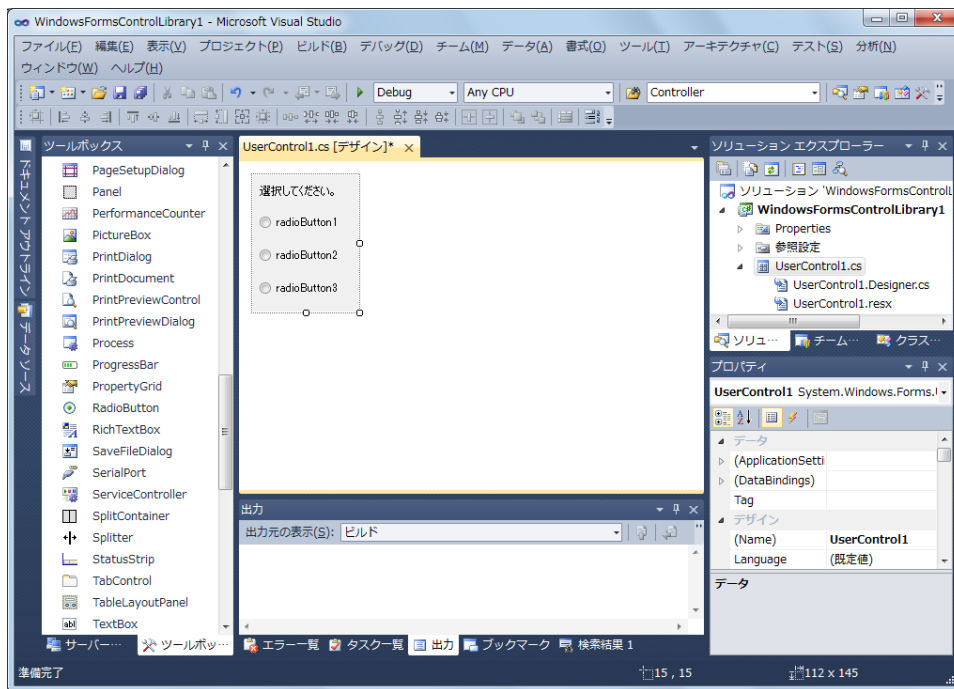 WindowsFormsControlLibrary1 - Microsoft Visual Studio
ファイル(F) 編集(E) 表示(V) プロジェクト(P) ビルド(B) デバッグ(D) チーム(M) データ(A) 書式(O) ツール(T) アーキテクチャ(C) テスト(S) 分析(N)
ウィンドウ(W) ヘルプ(H)
Debug Any CPU Controller
ドキュメント アウトライン
データ ソース
ツールボックス
PageSetupDialog
Panel
PerformanceCounter
PictureBox
PrintDialog
PrintDocument
PrintPreviewControl
PrintPreviewDialog
Process
ProgressBar
PropertyGrid
RadioButton
RichTextBox
SaveFileDialog
SerialPort
ServiceController
SplitContainer
Splitter
StatusStrip
TabControl
TableLayoutPanel
TextBox
サーバー… ツールボッ…
UserControl1.cs [デザイン]*
選択してください。
radioButton1
radioButton2
radioButton3
出力
出力元の表示(S): ビルド
エラー一覧 タスク一覧 出力 ブックマーク 検索結果 1
ソリューション エクスプローラー
ソリューション 'WindowsFormsControlL
WindowsFormsControlLibrary1
Properties
参照設定
UserControl1.cs
UserControl1.Designer.cs
UserControl1.resx
ソリュ… チーム… クラス…
プロパティ
UserControl1 System.Windows.Forms.U
データ
(ApplicationSetti
(DataBindings)
Tag
デザイン
(Name) UserControl1
Language (既定値)
データ
準備完了 15 , 15 112 x 145